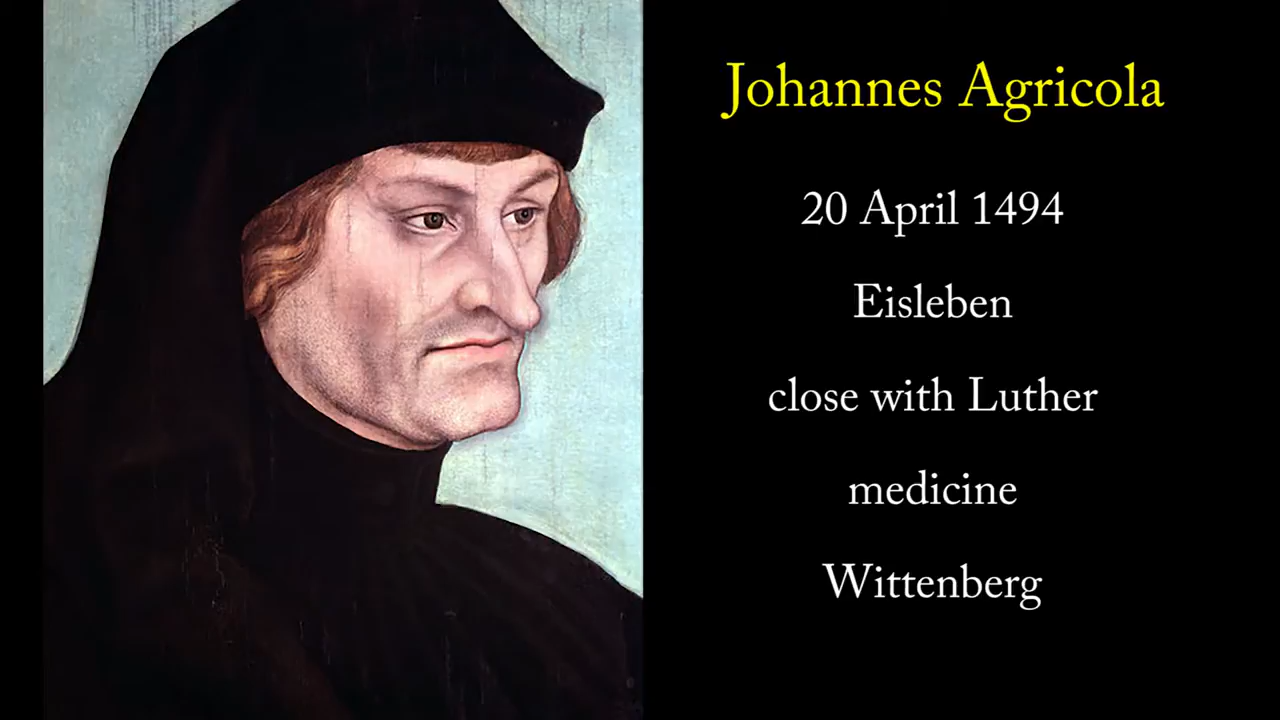 Johannes Agricola
20 April 1494
Eisleben
close with Luther
medicine
Wittenberg